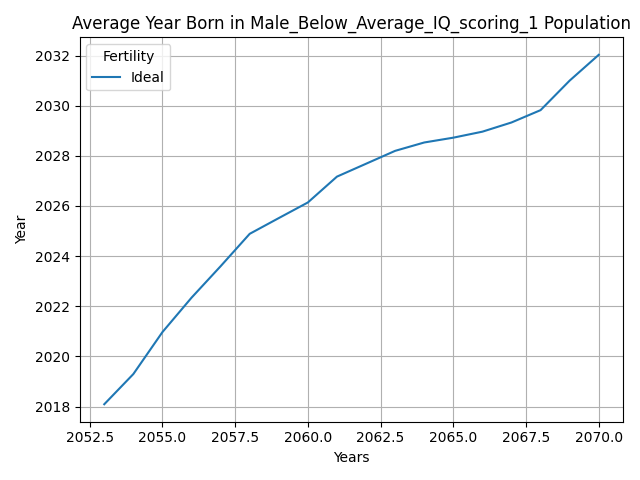 Average Year Born in Male_Below_Average_IQ_scoring_1 Population
Fertility
Ideal
2032
2030
2028
2026
2024
2022
2020
2018
Year
2052.5 2055.0 2057.5 2060.0 2062.5 2065.0 2067.5 2070.0
Years